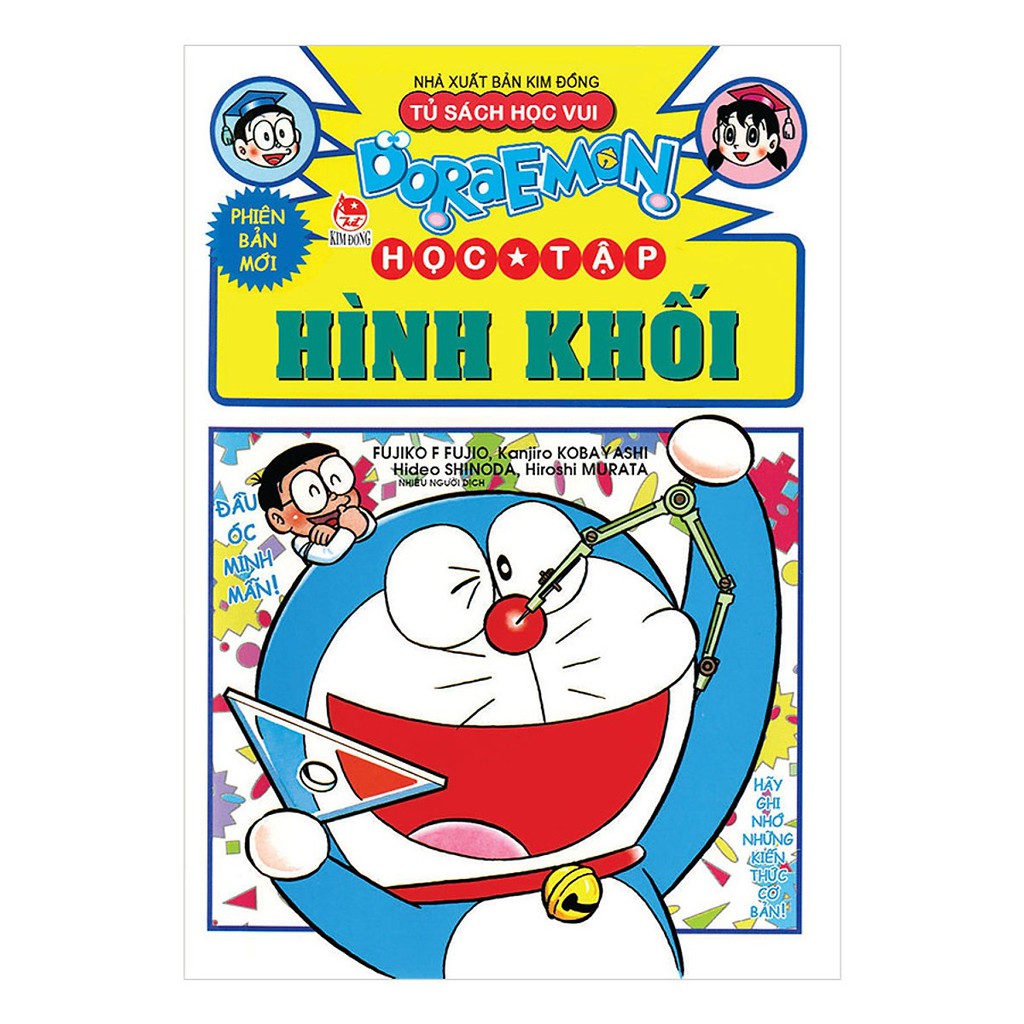 NHÀ XUẤT BẢN KIM ĐỒNG
TỦ SÁCH HỌC VUI
DORAEMON
PHIÊN
BẢN
MỚI
KIM ĐỒNG
HỌC★TẬP
HÌNH KHỐI
FUJIKO F FUJIO, Kanjiro KOBAYASHI
Hideo SHINODA, Hiroshi MURATA
NHIỀU NGƯỜI DỊCH
ĐẦU
ÓC
MINH
MẪN!
HÃY
GHI
NHỚ
NHỮNG
KIẾN
THỨC
CƠ
BẢN!